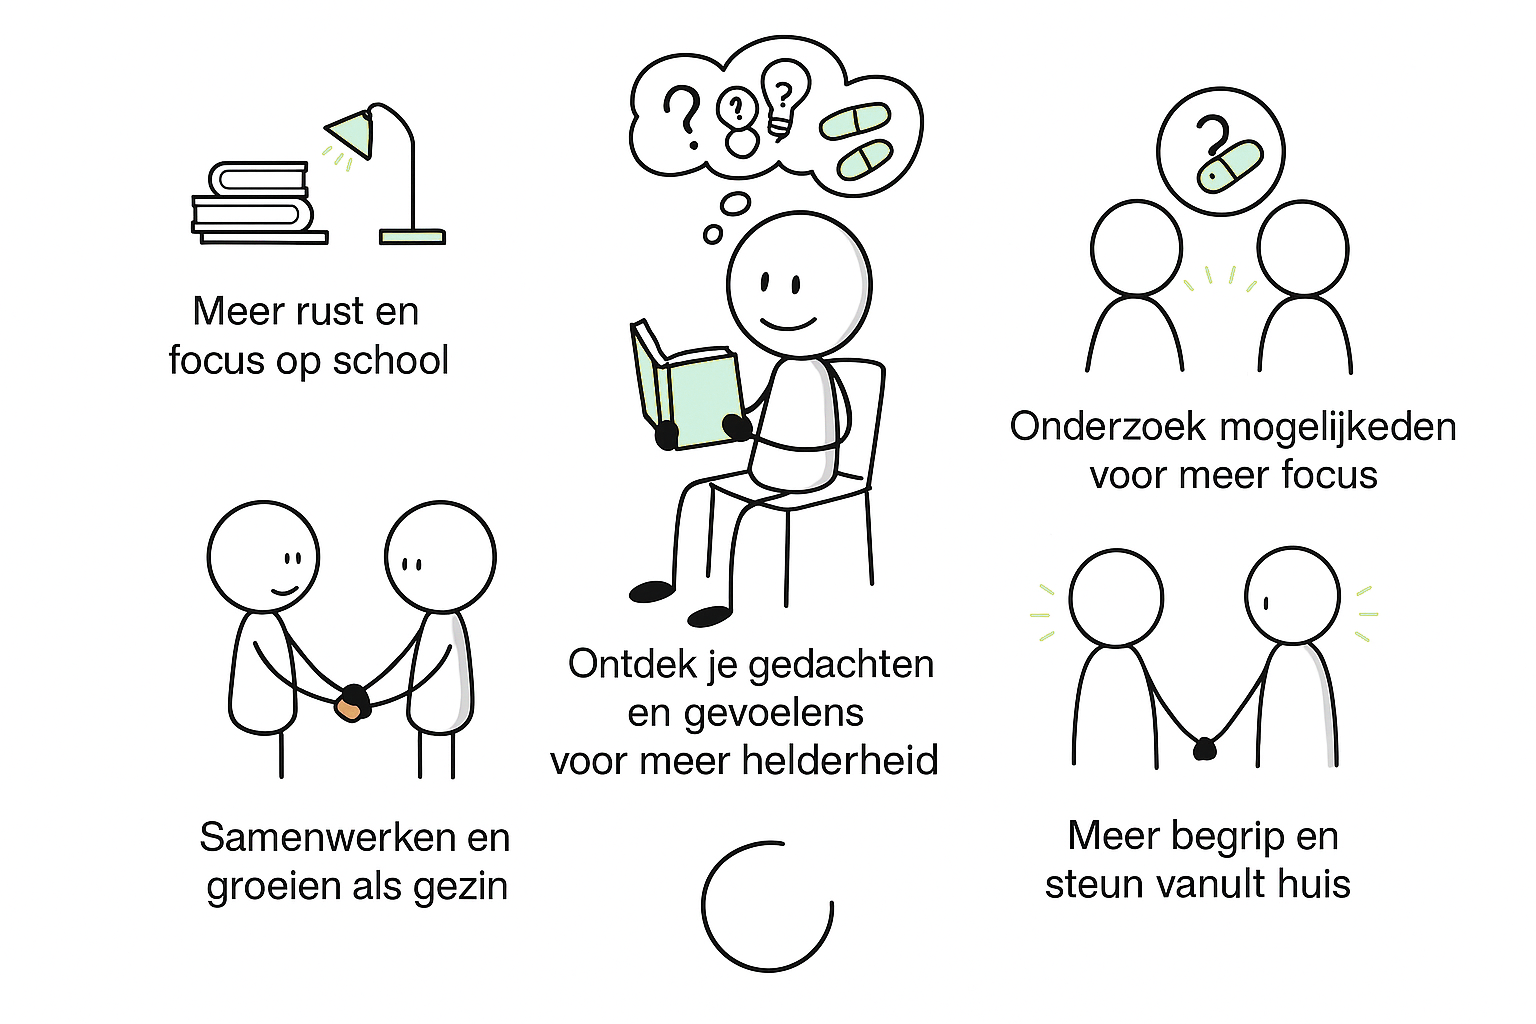 ?
?
?
?
Meer rust en
focus op school
Onderzoek mogelijkeden
voor meer focus
Ontdek je gedachten
en gevoelens
voor meer helderheid
Samenwerken en
groeien als gezin
Meer begrip en
steun vanult huis